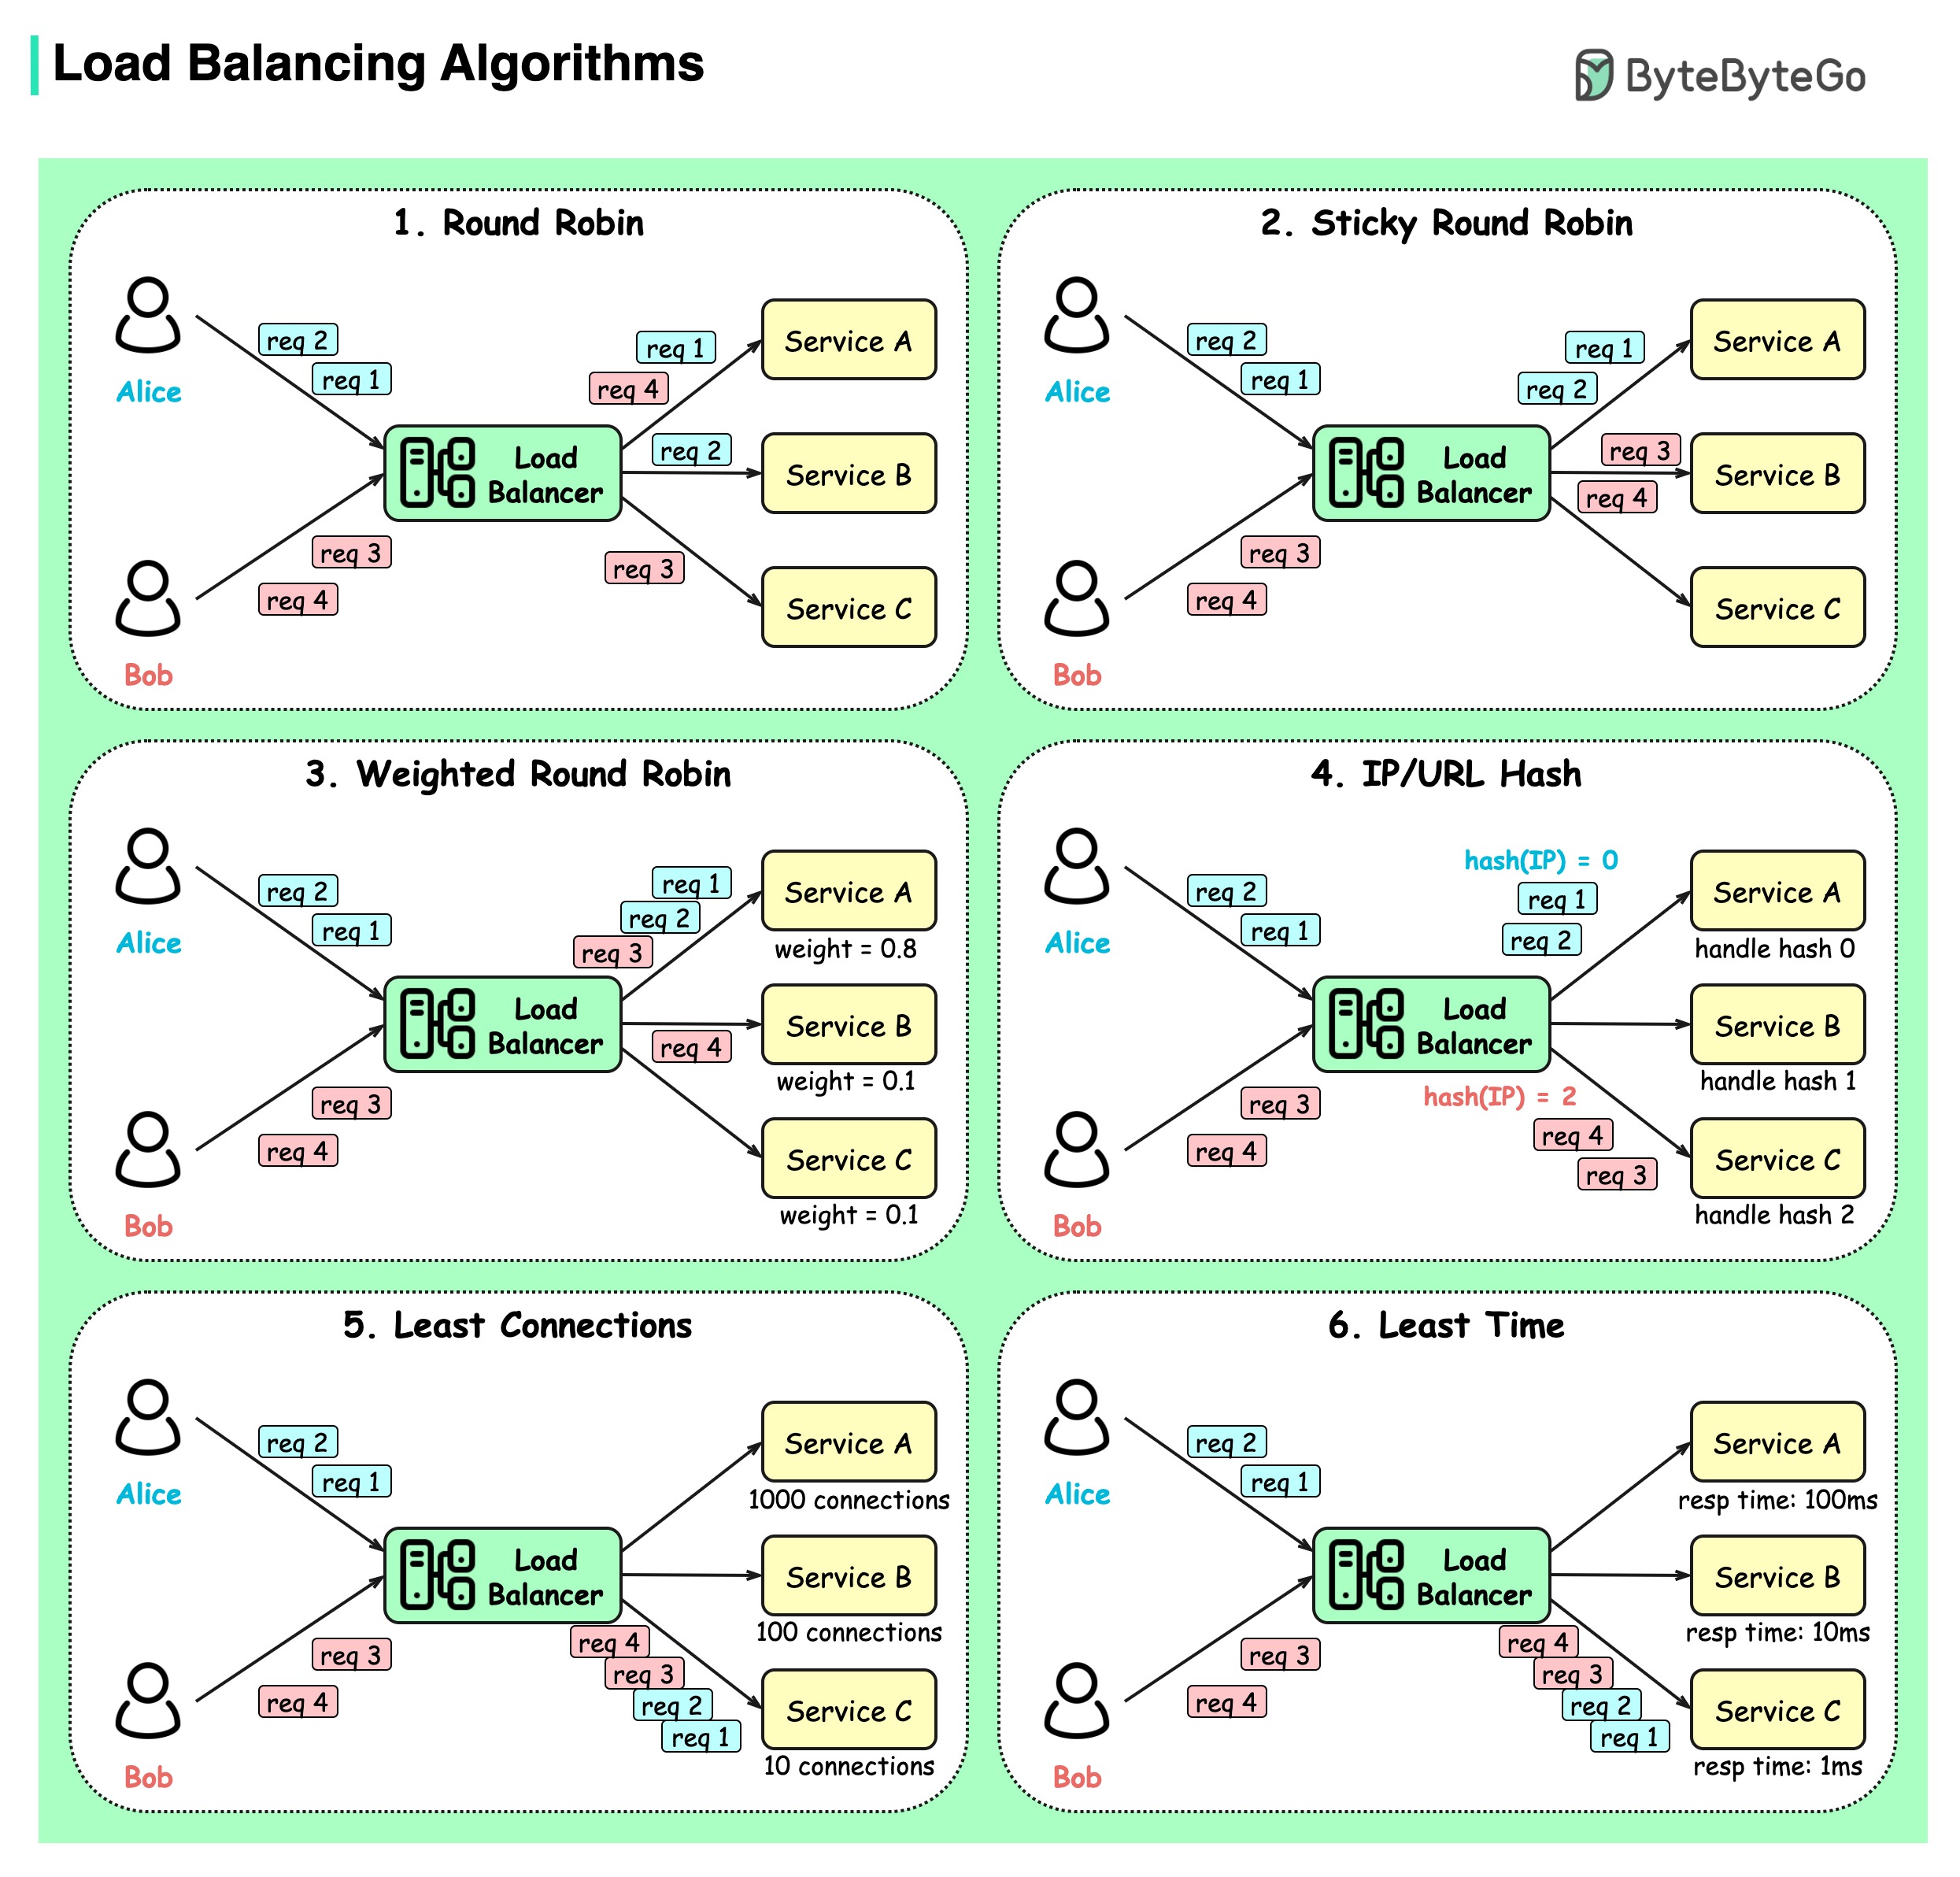 Load Balancing Algorithms
ByteByteGo
1. Round Robin
Alice
req 2
req 1
Load
Balancer
req 1
req 4
req 2
req 3
Service A
Service B
Service C
req 3
req 4
Bob
2. Sticky Round Robin
Alice
req 2
req 1
Load
Balancer
req 1
req 2
req 3
req 4
Service A
Service B
Service C
req 3
req 4
Bob
3. Weighted Round Robin
Alice
req 2
req 1
Load
Balancer
req 1
req 2
req 3
req 4
Service A
weight = 0.8
Service B
weight = 0.1
Service C
weight = 0.1
req 3
req 4
Bob
4. IP/URL Hash
Alice
req 2
req 1
Load
Balancer
hash(IP) = 0
req 1
req 2
hash(IP) = 2
req 4
req 3
Service A
handle hash 0
Service B
handle hash 1
Service C
handle hash 2
req 3
req 4
Bob
5. Least Connections
Alice
req 2
req 1
Load
Balancer
req 4
req 3
req 2
req 1
Service A
1000 connections
Service B
100 connections
Service C
10 connections
req 3
req 4
Bob
6. Least Time
Alice
req 2
req 1
Load
Balancer
req 4
req 3
req 2
req 1
Service A
resp time: 100ms
Service B
resp time: 10ms
Service C
resp time: 1ms
req 3
req 4
Bob